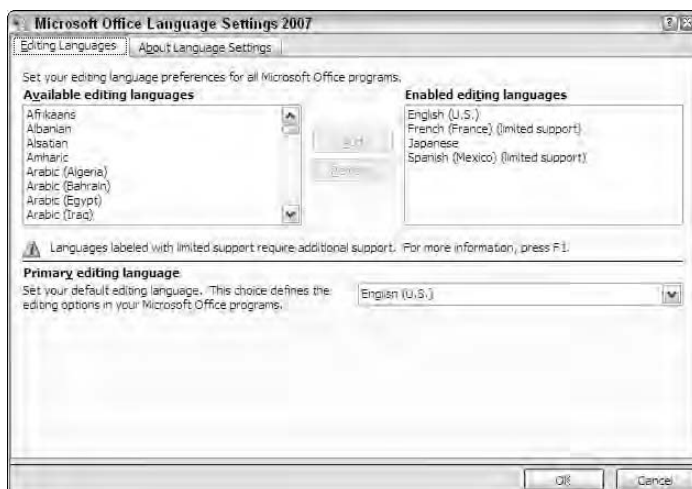 Microsoft Office Language Settings 2007
Editing Languages
About Language Settings
Set your editing language preferences for all Microsoft Office programs.
Available editing languages
Afrikaans
Albanian
Alsatian
Amharic
Arabic (Algeria)
Arabic (Bahrain)
Arabic (Egypt)
Arabic (Iraq)
Enabled editing languages
English (U.S.)
French (France) (limited support)
Japanese
Spanish (Mexico) (limited support)
Languages labeled with limited support require additional support. For more information, press F1.
Primary editing language
Set your default editing language. This choice defines the
editing options in your Microsoft Office programs.
English (U.S.)
OK
Cancel